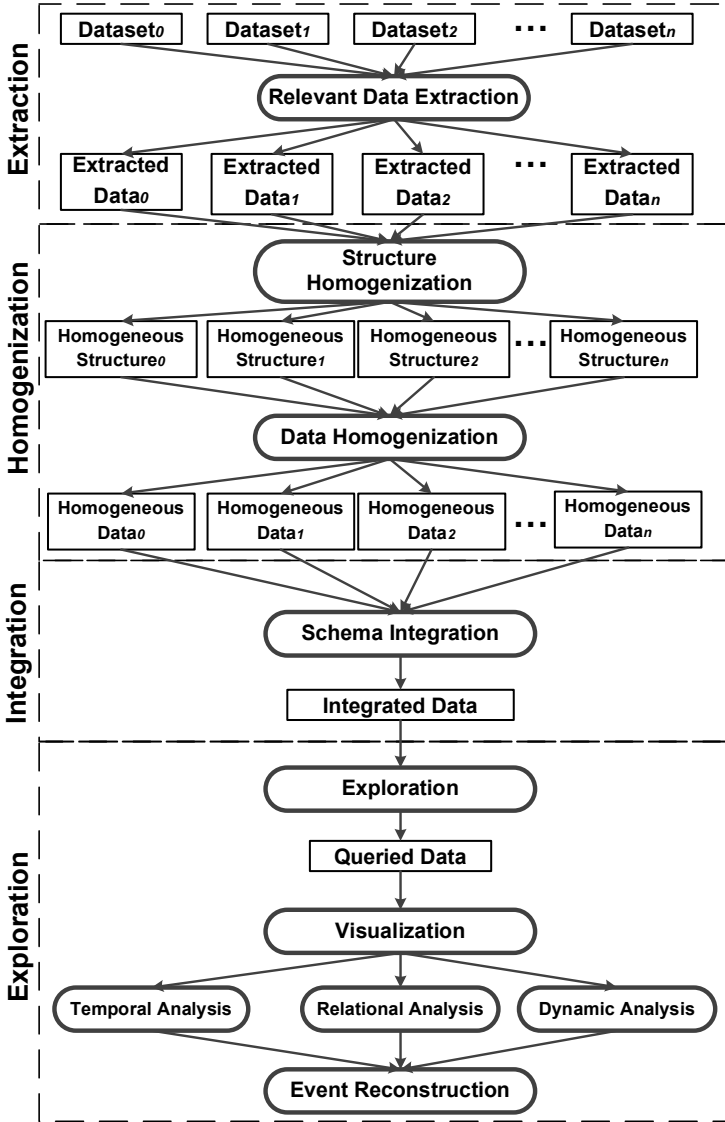 Extraction
Dataset0 Dataset1 Dataset2 ... Datasetn
Relevant Data Extraction
Extracted Data0
Extracted Data1
Extracted Data2
...
Extracted Datan
Homogenization
Structure
Homogenization
Homogeneous Structure0
Homogeneous Structure1
Homogeneous Structure2
...
Homogeneous Structuren
Data Homogenization
Homogeneous Data0
Homogeneous Data1
Homogeneous Data2
...
Homogeneous Datan
Integration
Schema Integration
Integrated Data
Exploration
Exploration
Queried Data
Visualization
Temporal Analysis
Relational Analysis
Dynamic Analysis
Event Reconstruction